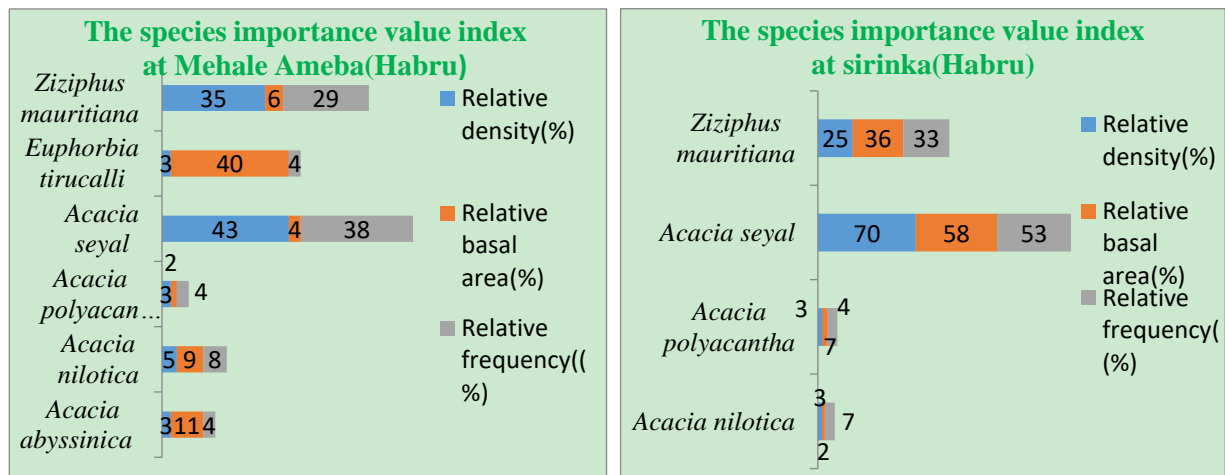 The species importance value index
at Mehale Ameba(Habru)
Ziziphus
mauritiana
35 6 29
Euphorbia
tirucalli
3 40 4
Acacia
seyal
43 4 38
2
Acacia
polyacan...
3 4
Acacia
nilotica
5 9 8
Acacia
abyssinica
3 11 4
Relative
density(%)
Relative
basal
area(%)
Relative
frequency((
%)
The species importance value index
at sirinka(Habru)
Ziziphus
mauritiana
25 36 33
Acacia seyal
70 58 53
Acacia
polyacantha
3 4
7
Acacia nilotica
3
7
2
Relative
density(%)
Relative
basal
area(%)
Relative
frequency(
(%)